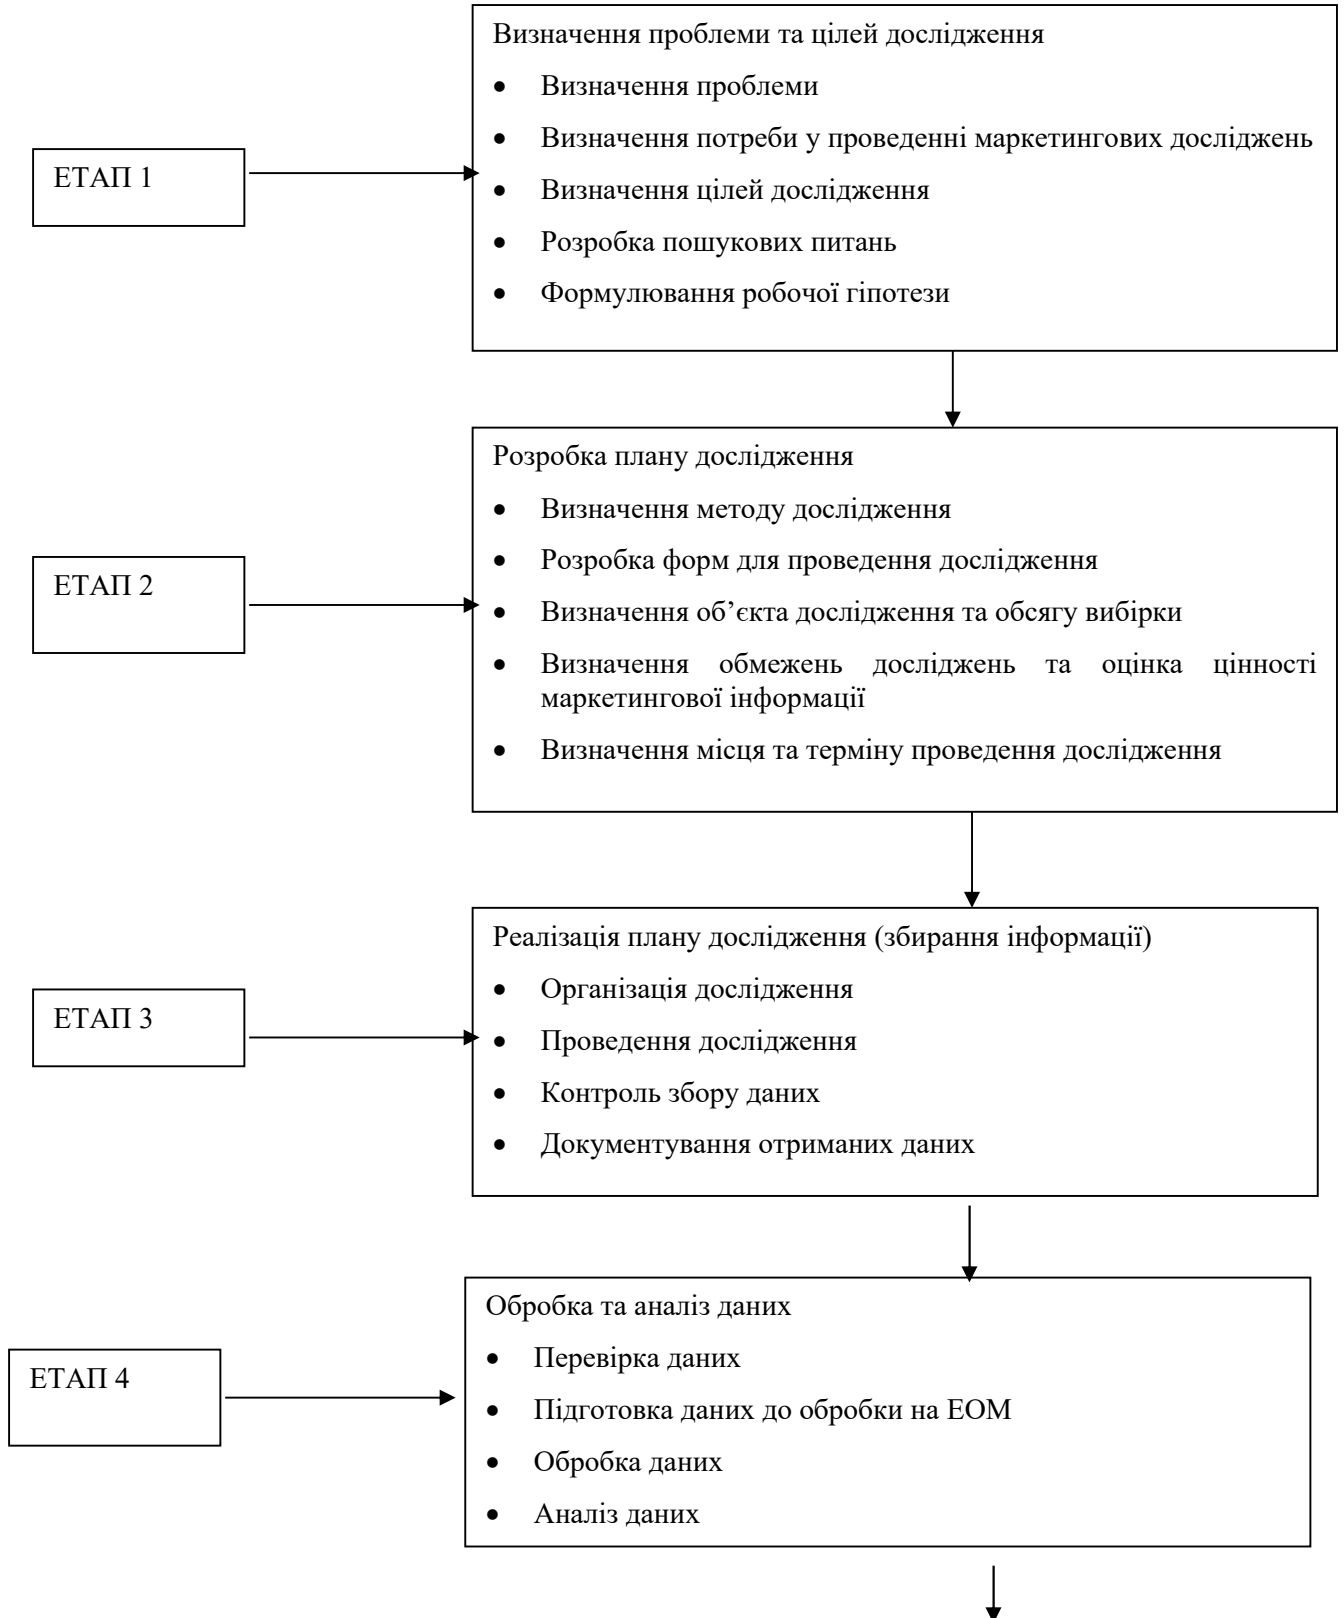 Визначення проблеми та цілей дослідження
• Визначення проблеми
• Визначення потреби у проведенні маркетингових досліджень
ЕТАП 1
• Визначення цілей дослідження
• Розробка пошукових питань
• Формулювання робочої гіпотези
Розробка плану дослідження
• Визначення методу дослідження
• Розробка форм для проведення дослідження
ЕТАП 2
• Визначення об’єкта дослідження та обсягу вибірки
• Визначення обмежень досліджень та оцінка цінності
маркетингової інформації
• Визначення місця та терміну проведення дослідження
Реалізація плану дослідження (збирання інформації)
• Організація дослідження
ЕТАП 3
• Проведення дослідження
• Контроль збору даних
• Документування отриманих даних
Обробка та аналіз даних
• Перевірка даних
ЕТАП 4
• Підготовка даних до обробки на ЕОМ
• Обробка даних
• Аналіз даних